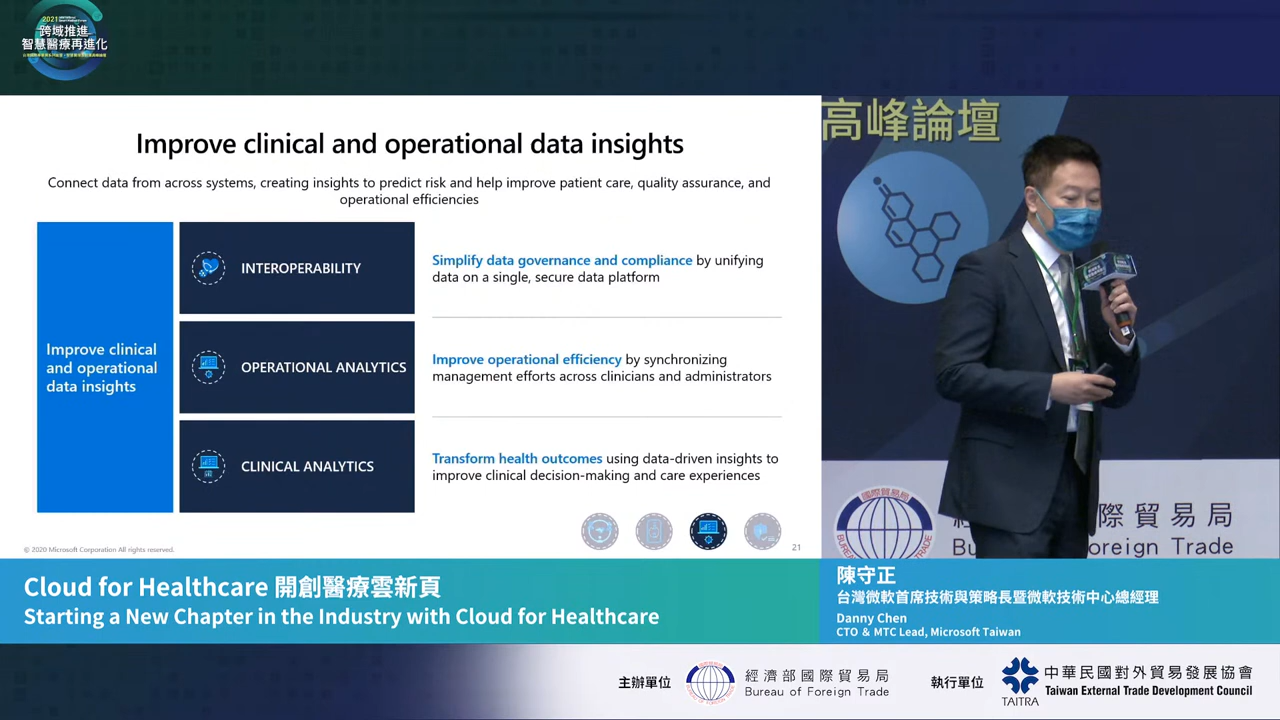 2021
跨域推進
智慧醫療再進化
Improve clinical and operational data insights
Connect data from across systems, creating insights to predict risk and help improve patient care, quality assurance, and
operational efficiencies
Improve clinical
and operational
data insights
INTEROPERABILITY
Simplify data governance and compliance by unifying
data on a single, secure data platform
OPERATIONAL ANALYTICS
Improve operational efficiency by synchronizing
management efforts across clinicians and administrators
CLINICAL ANALYTICS
Transform health outcomes using data-driven insights to
improve clinical decision-making and care experiences
© 2020 Microsoft Corporation All rights reserved.
21
高峰論壇
國際貿易局
經 際貿易局
Bu oreign Trade
Cloud for Healthcare 開創醫療雲新頁
Starting a New Chapter in the Industry with Cloud for Healthcare
陳守正
台灣微軟首席技術與策略長暨微軟技術中心總經理
Danny Chen
CTO & MTC Lead, Microsoft Taiwan
主辦單位
經濟部國際貿易局
Bureau of Foreign Trade
執行單位
TAITRA
中華民國對外貿易發展協會
Taiwan External Trade Development Council